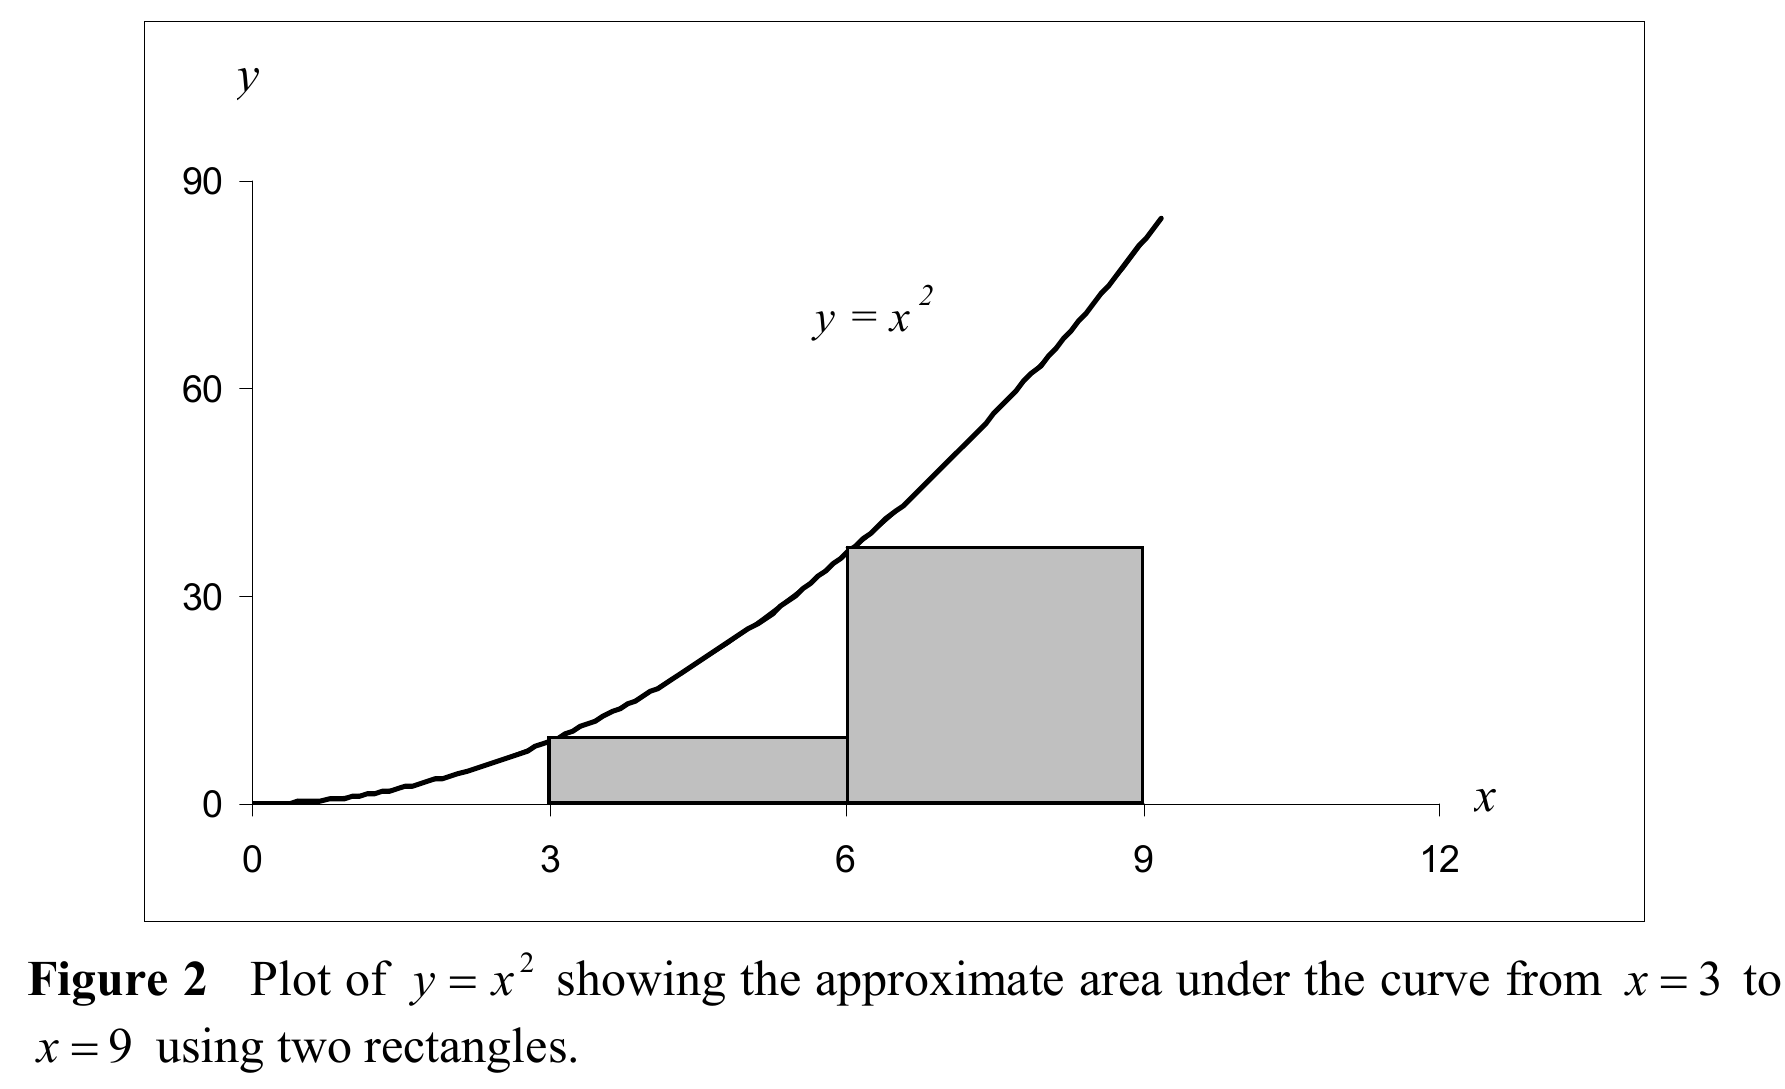 y
90
y = x²
60
30
0
x
0 3 6 9 12
Figure 2 Plot of y = x² showing the approximate area under the curve from x = 3 to
x = 9 using two rectangles.